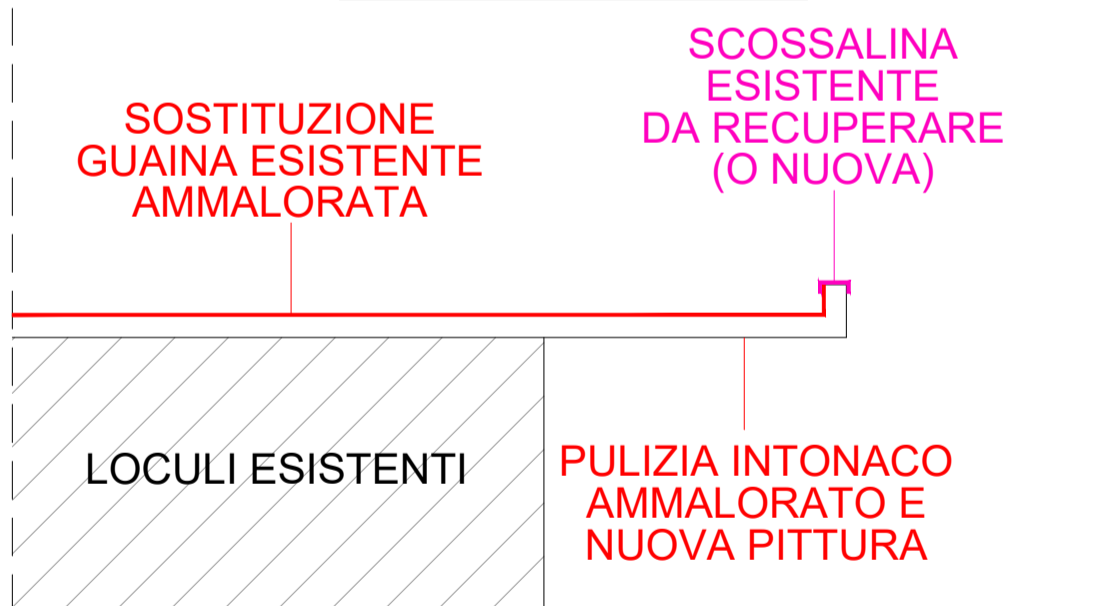 SCOSSALINA
ESISTENTE
DA RECUPERARE
(O NUOVA)
SOSTITUZIONE
GUAINA ESISTENTE
AMMALORATA
LOCULI ESISTENTI
PULIZIA INTONACO
AMMALORATO E
NUOVA PITTURA